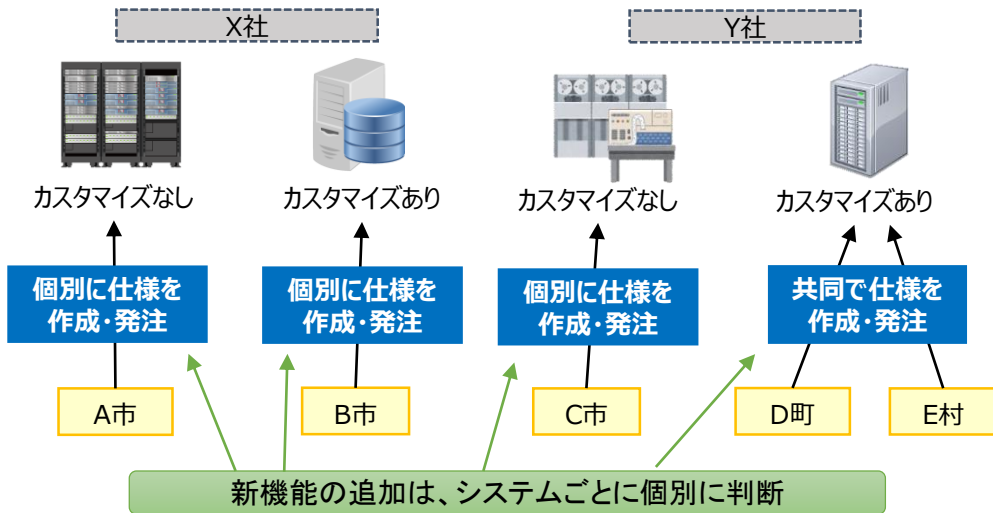 X社
Y社
カスタマイズなし
カスタマイズあり
カスタマイズなし
カスタマイズあり
個別に仕様を
作成・発注
個別に仕様を
作成・発注
個別に仕様を
作成・発注
共同で仕様を
作成・発注
A市
B市
C市
D町
E村
新機能の追加は、システムごとに個別に判断